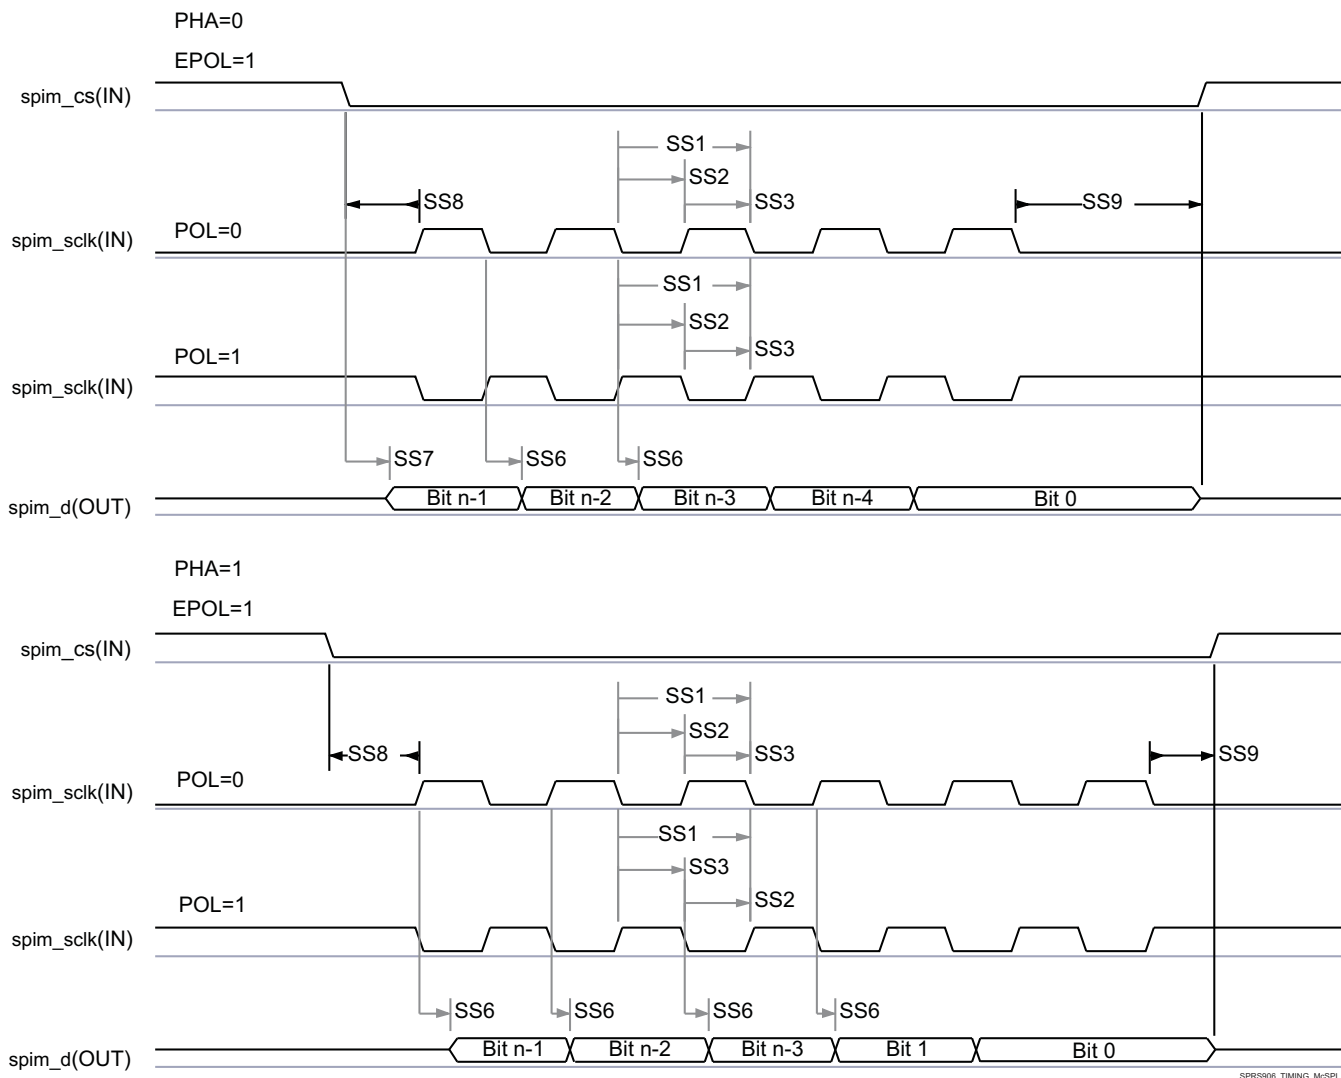 PHA=0
EPOL=1
spim_cs(IN)
SS1
SS2
SS8
SS3
SS9
POL=0
spim_sclk(IN)
SS1
SS2
SS3
POL=1
spim_sclk(IN)
SS7
SS6
SS6
spim_d(OUT)
Bit n-1
Bit n-2
Bit n-3
Bit n-4
Bit 0
PHA=1
EPOL=1
spim_cs(IN)
SS1
SS2
SS8
SS3
SS9
POL=0
spim_sclk(IN)
SS1
SS3
SS2
POL=1
spim_sclk(IN)
SS6
SS6
SS6
SS6
spim_d(OUT)
Bit n-1
Bit n-2
Bit n-3
Bit 1
Bit 0